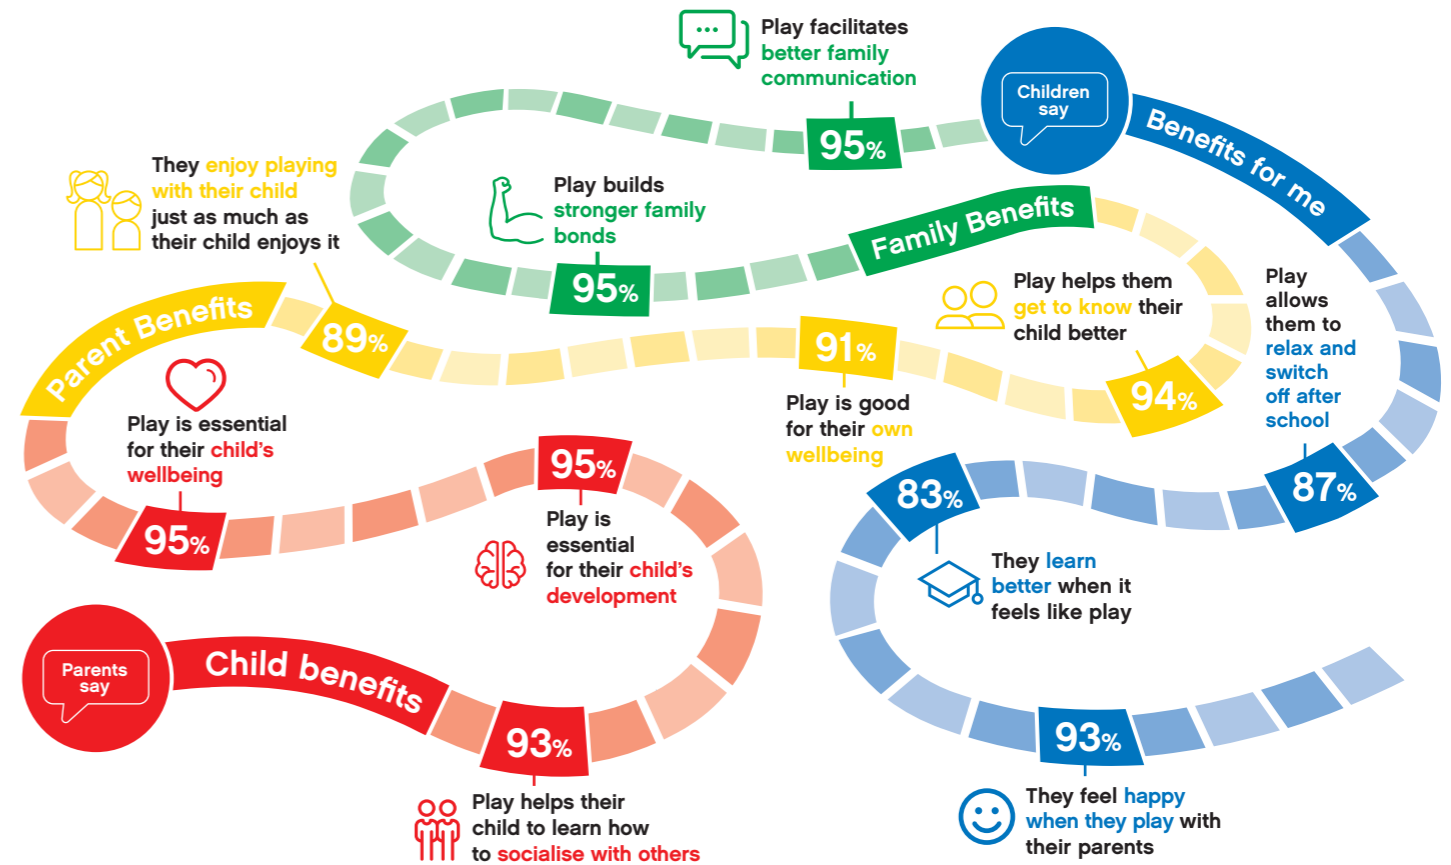 Parents
say
Child benefits
93%
Play helps their
child to learn how
to socialise with others
95%
Play is
essential
for their child's
development
95%
Play is essential
for their child's
wellbeing
Parent Benefits
89%
They enjoy playing
with their child
just as much as
their child enjoys it
91%
Play is good
for their own
wellbeing
94%
Play helps them
get to know their
child better
Family Benefits
95%
Play builds
stronger family
bonds
95%
Play facilitates
better family
communication
Children
say
Benefits for me
87%
Play
allows
them to
relax and
switch
off after
school
83%
They learn
better when it
feels like play
93%
They feel happy
when they play with
their parents